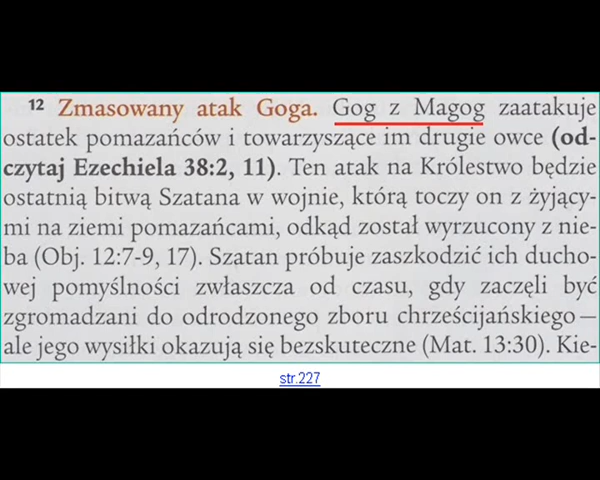 12 Zmasowany atak Goga. Gog z Magog zaatakuje
ostatek pomazańców i towarzyszące im drugie owce (od-
czytaj Ezechiela 38:2, 11). Ten atak na Królestwo będzie
ostatnią bitwą Szatana w wojnie, którą toczy on z żyjący-
mi na ziemi pomazańcami, odkąd został wyrzucony z nie-
ba (Obj. 12:7-9, 17). Szatan próbuje zaszkodzić ich ducho-
wej pomyślności zwłaszcza od czasu, gdy zaczęli być
zgromadzani do odrodzonego zboru chrześcijańskiego —
ale jego wysiłki okazują się bezskuteczne (Mat. 13:30). Kie-
str.227